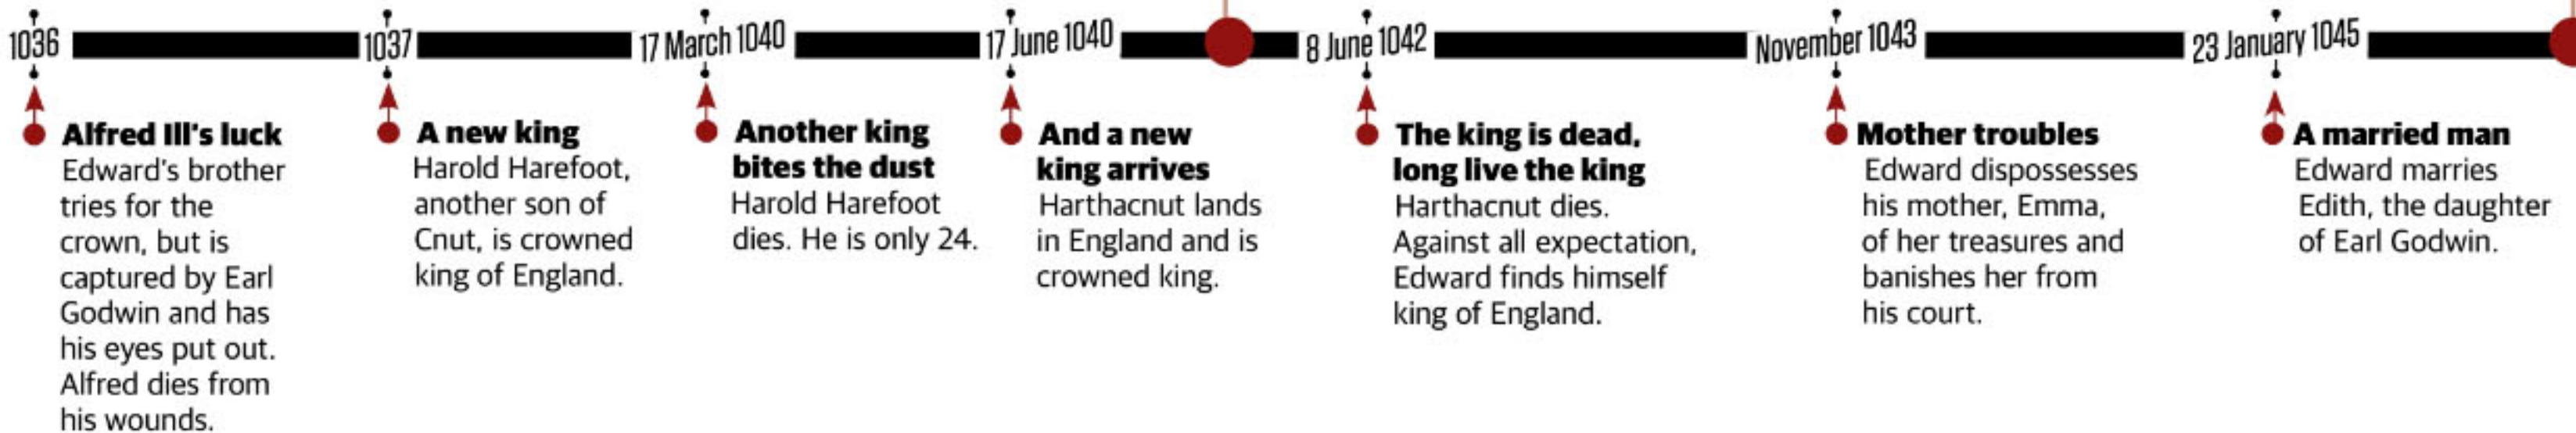 1036
1037
17 March 1040
17 June 1040
8 June 1042
November 1043
23 January 1045
Alfred Ill's luck
Edward's brother
tries for the
crown, but is
captured by Earl
Godwin and has
his eyes put out.
Alfred dies from
his wounds.
A new king
Harold Harefoot,
another son of
Cnut, is crowned
king of England.
Another king
bites the dust
Harold Harefoot
dies. He is only 24.
And a new
king arrives
Harthacnut lands
in England and is
crowned king.
The king is dead,
long live the king
Harthacnut dies.
Against all expectation,
Edward finds himself
king of England.
Mother troubles
Edward dispossesses
his mother, Emma,
of her treasures and
banishes her from
his court.
A married man
Edward marries
Edith, the daughter
of Earl Godwin.